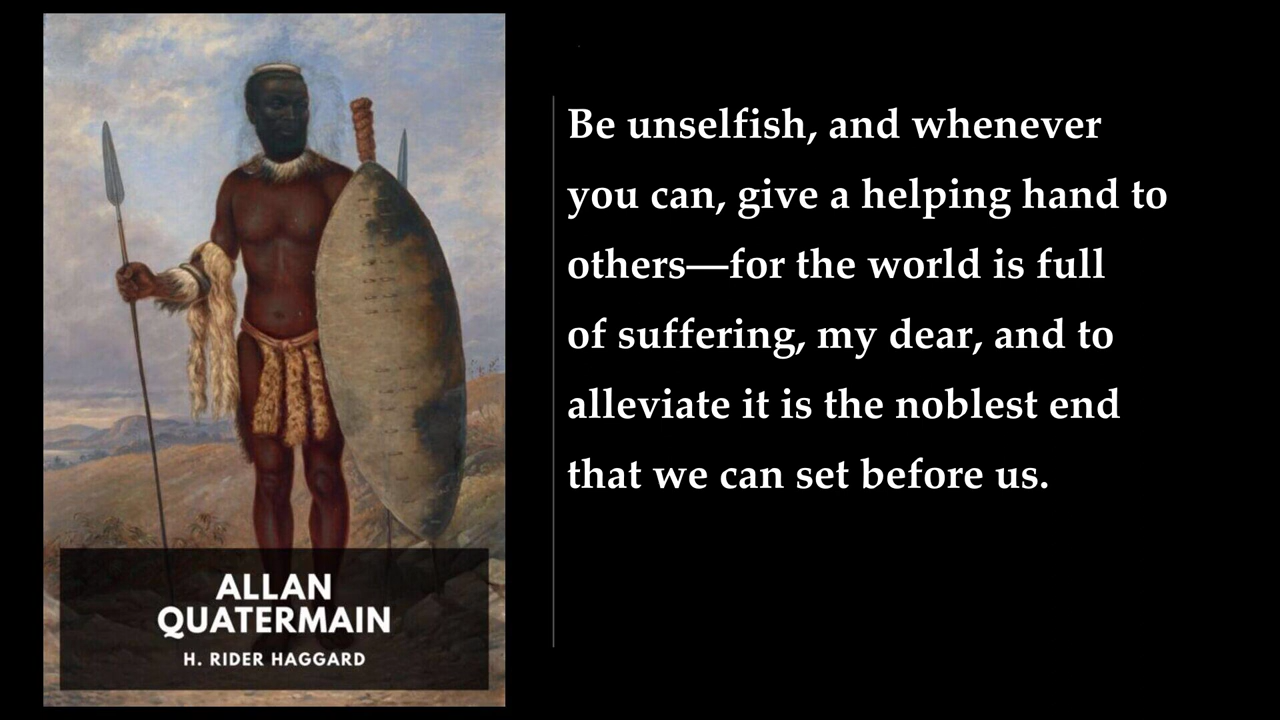 ALLAN
QUATERMAIN
H. RIDER HAGGARD
Be unselfish, and whenever
you can, give a helping hand to
others—for the world is full
of suffering, my dear, and to
alleviate it is the noblest end
that we can set before us.